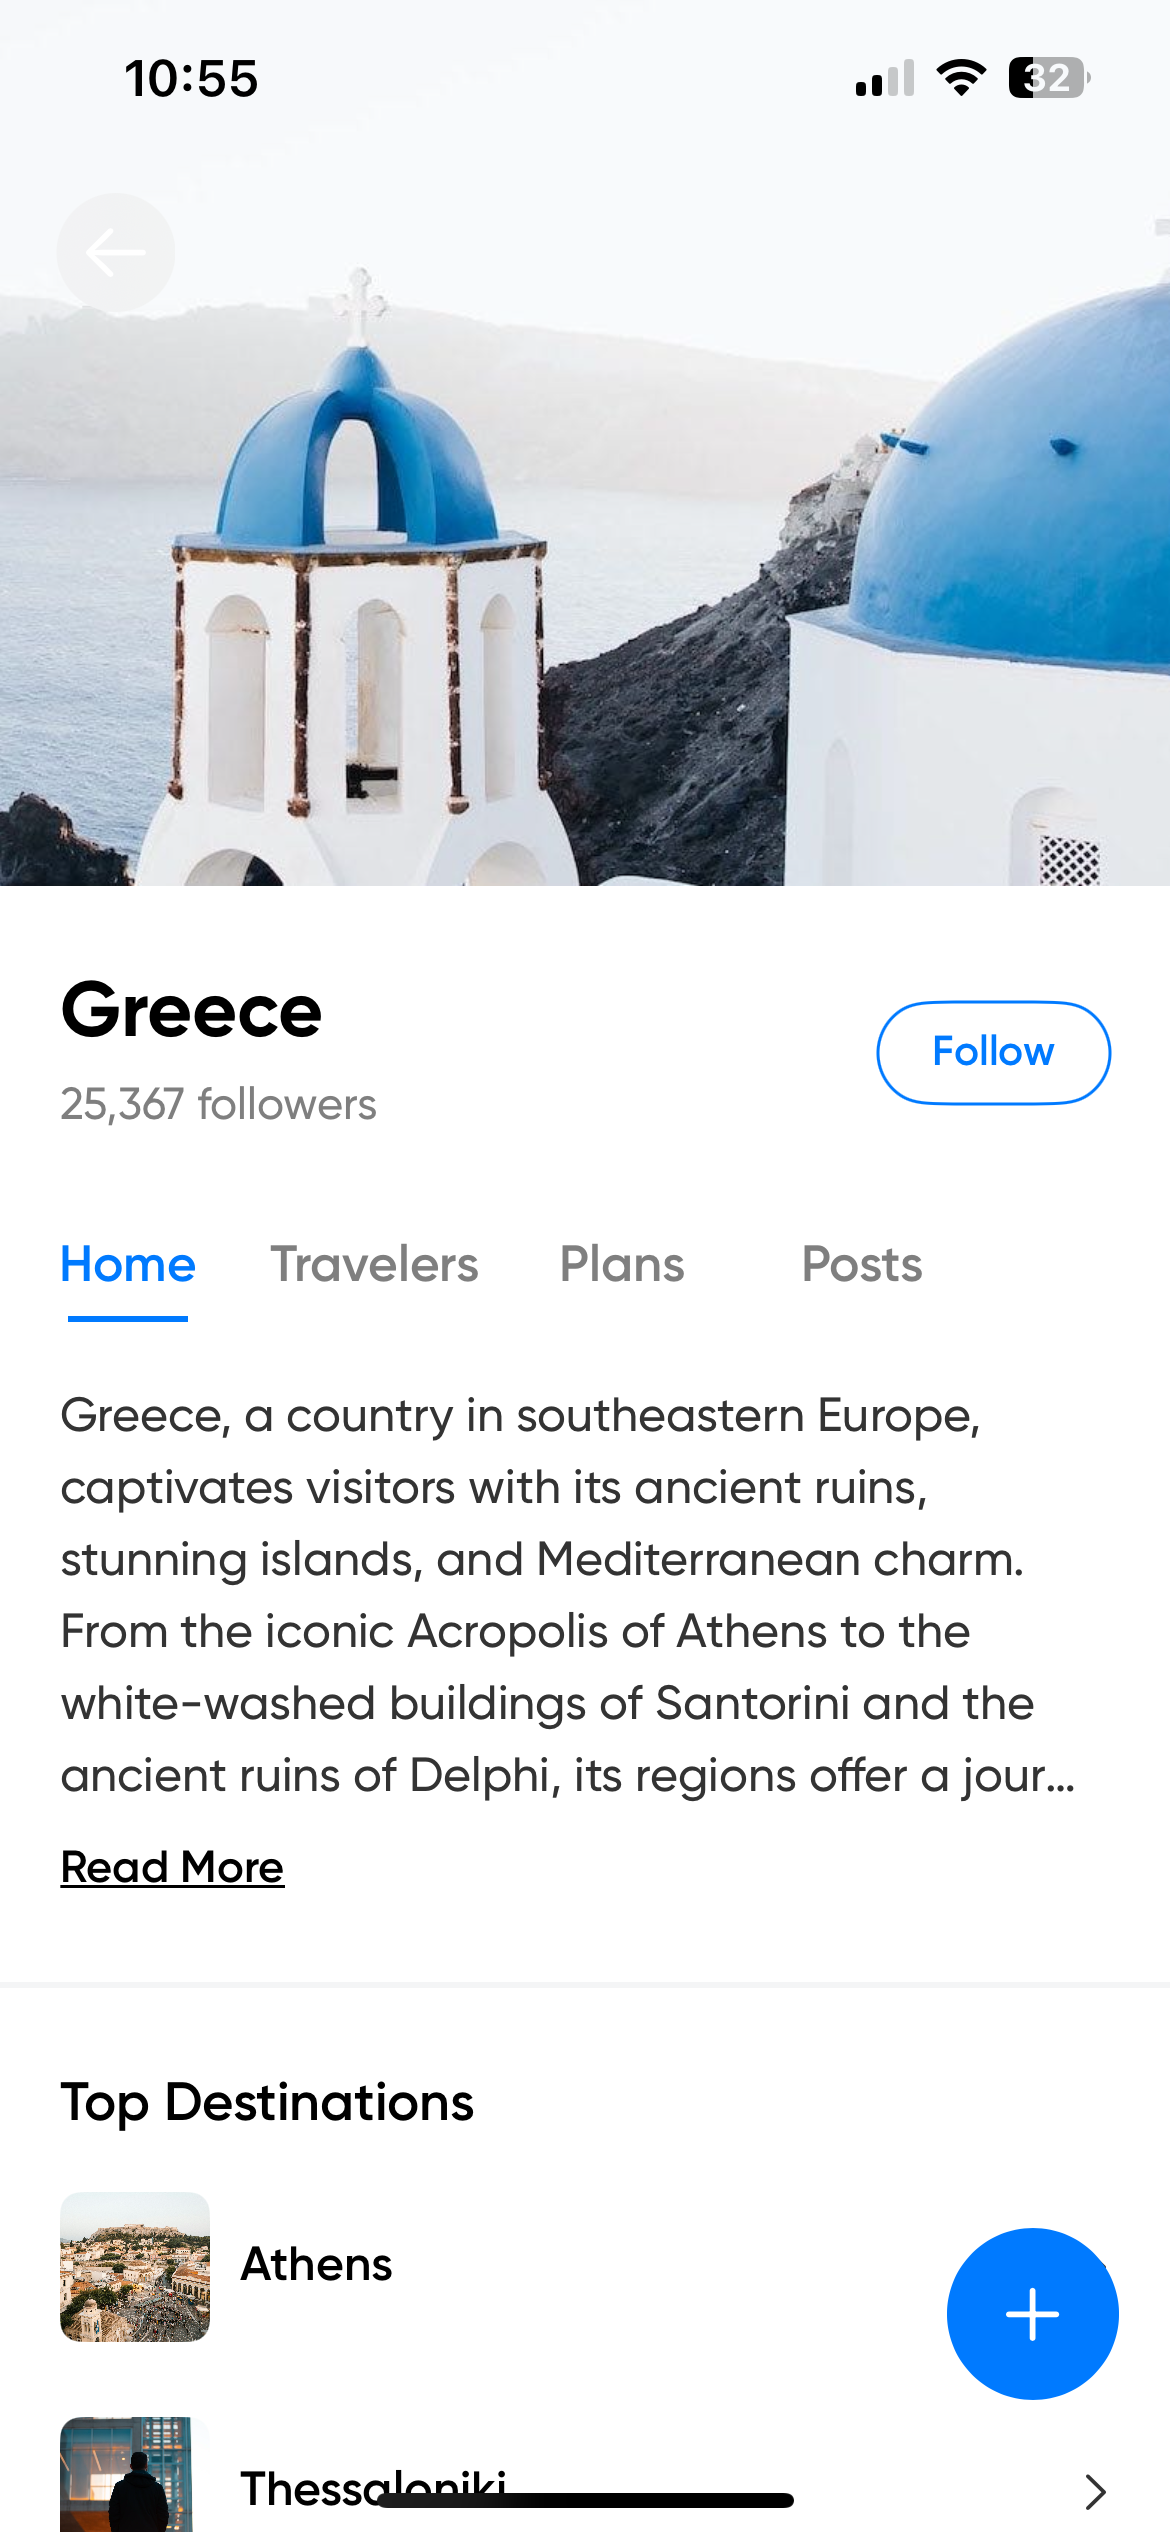 10:55
32
Greece
25,367 followers
Follow
Home Travelers Plans Posts
Greece, a country in southeastern Europe,
captivates visitors with its ancient ruins,
stunning islands, and Mediterranean charm.
From the iconic Acropolis of Athens to the
white-washed buildings of Santorini and the
ancient ruins of Delphi, its regions offer a jour...
Read More
Top Destinations
Athens
Thessaloniki